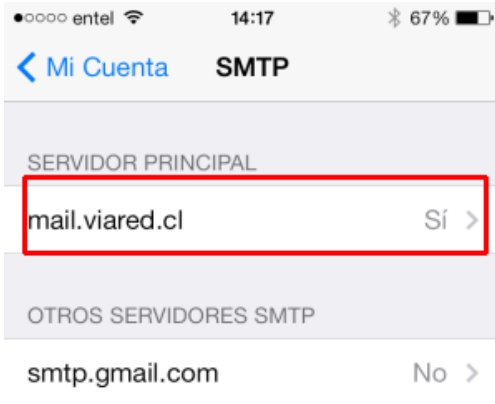 entel 14:17 67%
Mi Cuenta SMTP
SERVIDOR PRINCIPAL
mail.viared.cl Sí
OTROS SERVIDORES SMTP
smtp.gmail.com No